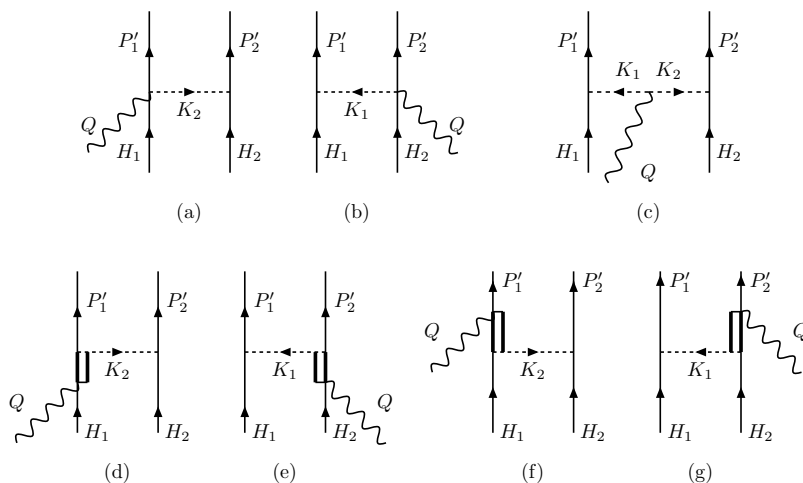 P′₁ P′₂ P′₁ P′₂ P′₁ P′₂
K₁ K₂
K₂ K₁
Q Q
H₁ H₂ H₁ H₂ H₁ H₂
Q
(a) (b) (c)
P′₁ P′₂ P′₁ P′₂ P′₁ P′₂ P′₁ P′₂
Q Q
K₂ K₁ K₂ K₁
Q Q
H₁ H₂ H₁ H₂ H₁ H₂ H₁ H₂
(d) (e) (f) (g)